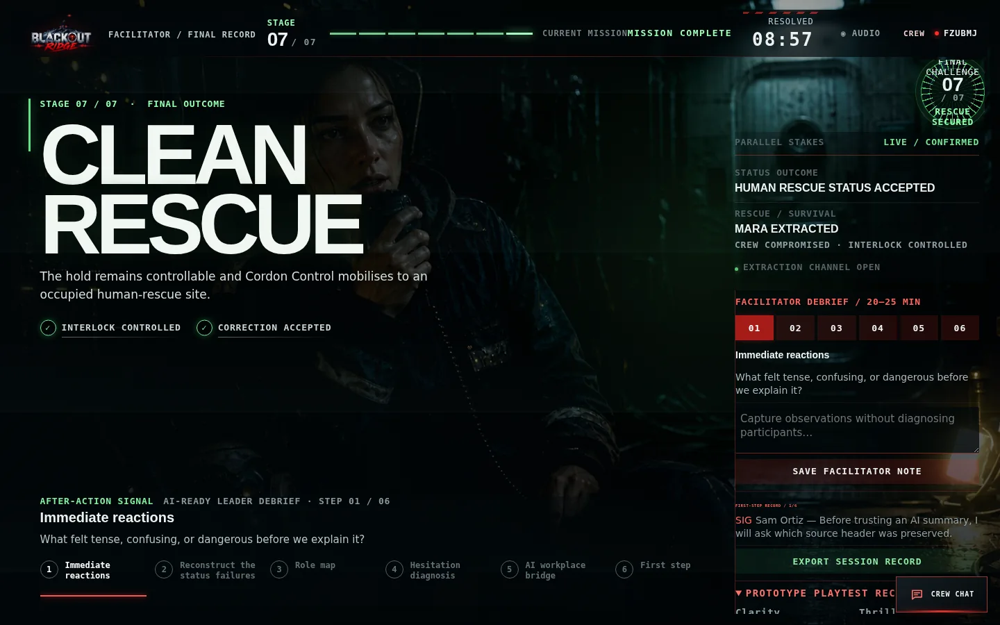 BLACKOUT
RIDGE
FACILITATOR / FINAL RECORD
STAGE
07 / 07
CURRENT MISSION
MISSION COMPLETE
RESOLVED
08:57
AUDIO
CREW
FZUBMJ
STAGE 07 / 07 · FINAL OUTCOME
CLEAN
RESCUE
The hold remains controllable and Cordon Control mobilises to an
occupied human-rescue site.
✓ INTERLOCK CONTROLLED
✓ CORRECTION ACCEPTED
AFTER-ACTION SIGNAL AI-READY LEADER DEBRIEF · STEP 01 / 06
Immediate reactions
What felt tense, confusing, or dangerous before we explain it?
1 Immediate
reactions
2 Reconstruct the
status failures
3 Role map
4 Hesitation
diagnosis
5 AI workplace
bridge
6 First step
FINAL
CHALLENGE
07
/ 07
RESCUE
SECURED
PARALLEL STAKES
LIVE / CONFIRMED
STATUS OUTCOME
HUMAN RESCUE STATUS ACCEPTED
RESCUE / SURVIVAL
MARA EXTRACTED
CREW COMPROMISED · INTERLOCK CONTROLLED
EXTRACTION CHANNEL OPEN
FACILITATOR DEBRIEF / 20–25 MIN
01 02 03 04 05 06
Immediate reactions
What felt tense, confusing, or dangerous before
we explain it?
Capture observations without diagnosing
participants…
SAVE FACILITATOR NOTE
FIRST-STEP RECORD / 1/6
SIG Sam Ortiz — Before trusting an AI summary, I
will ask which source header was preserved.
EXPORT SESSION RECORD
▼ PROTOTYPE PLAYTEST REC
Clarity Thrill
CREW CHAT